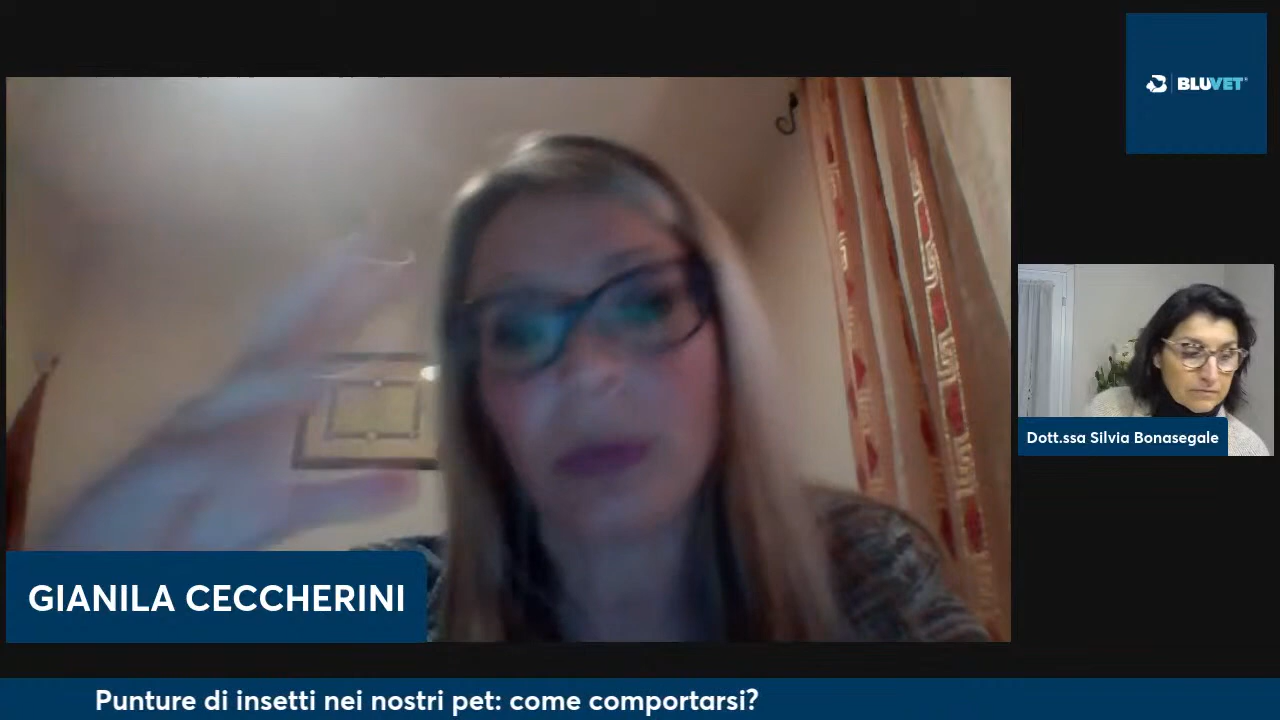 BLUVET
Dott.ssa Silvia Bonasegale
GIANILA CECCHERINI
Punture di insetti nei nostri pet: come comportarsi?